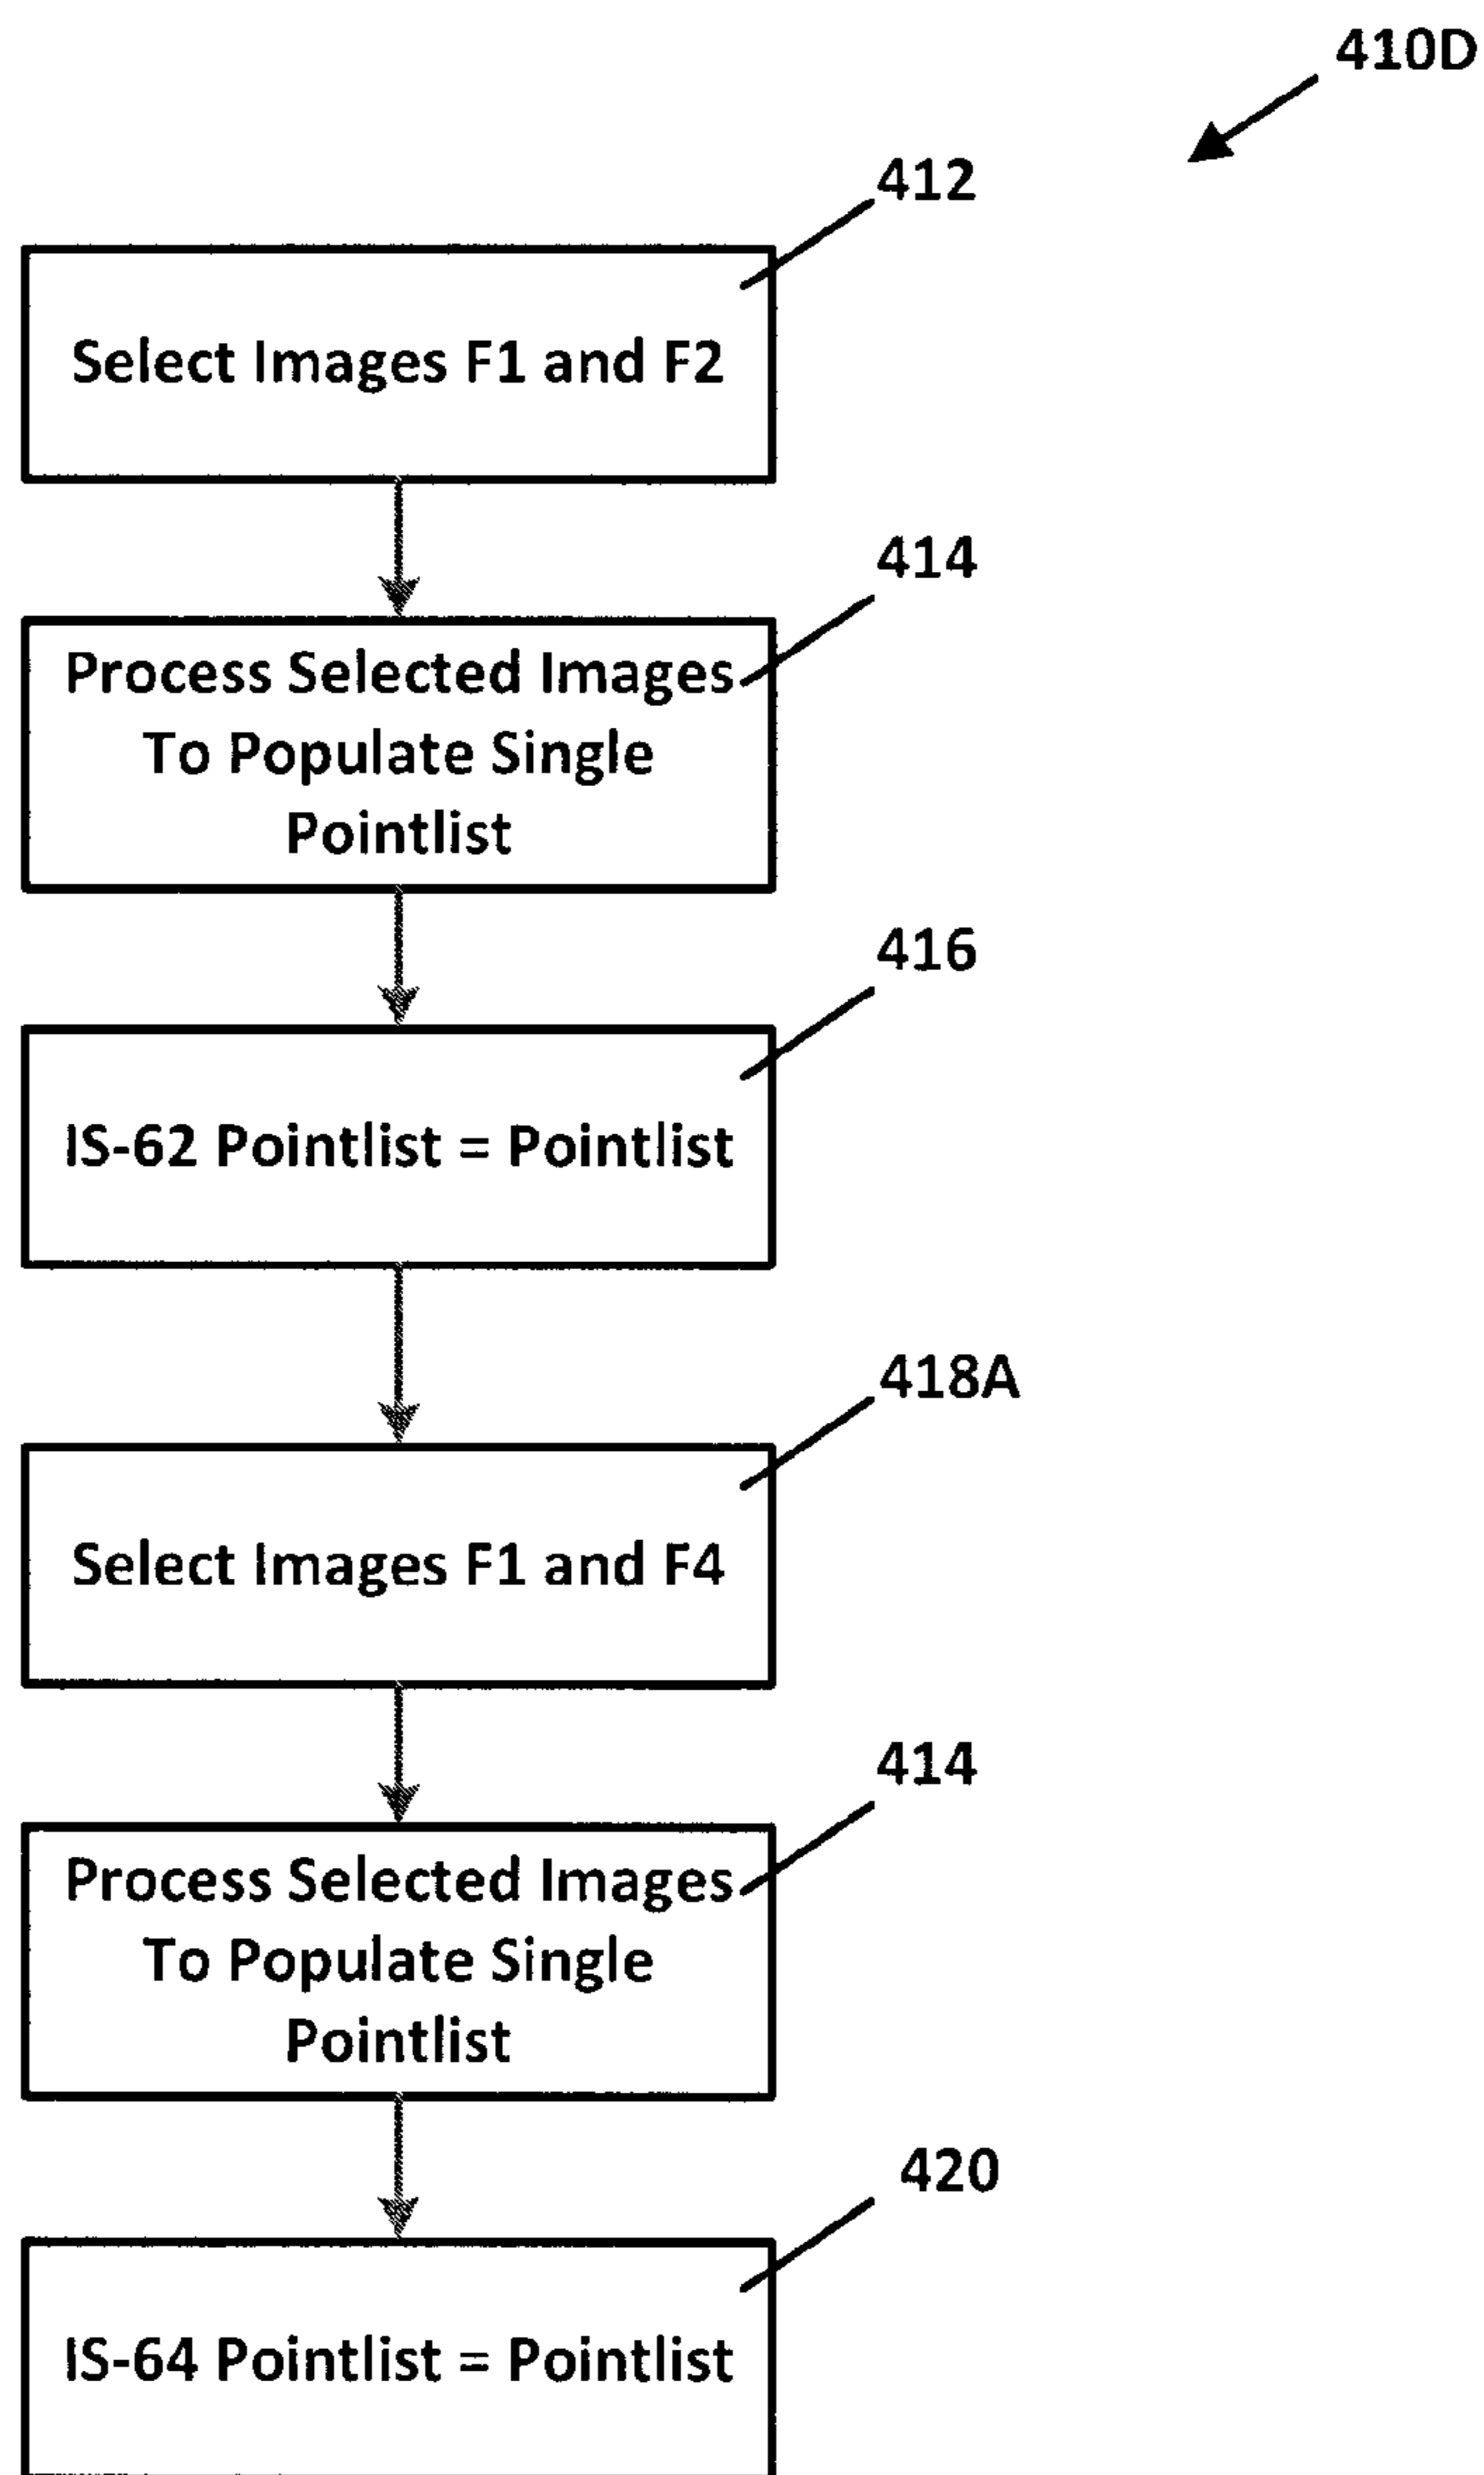 410D
412
Select Images F1 and F2
414
Process Selected Images
To Populate Single
Pointlist
416
IS-62 Pointlist = Pointlist
418A
Select Images F1 and F4
414
Process Selected Images
To Populate Single
Pointlist
420
IS-64 Pointlist = Pointlist